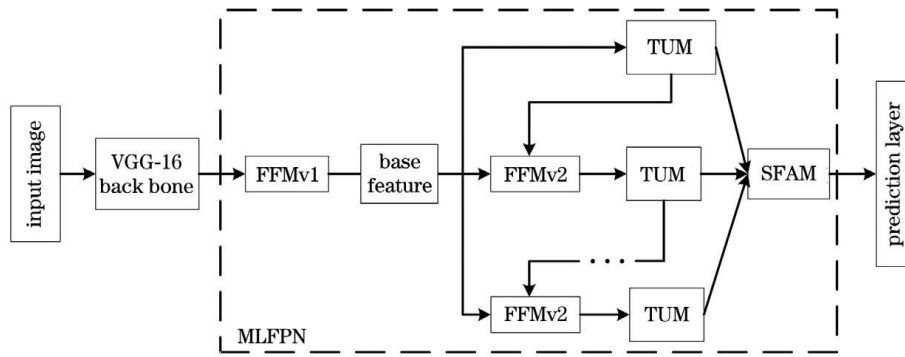 input image
VGG-16
back bone
FFMv1
base
feature
TUM
FFMv2
TUM
. . .
FFMv2
TUM
SFAM
prediction layer
MLFPN